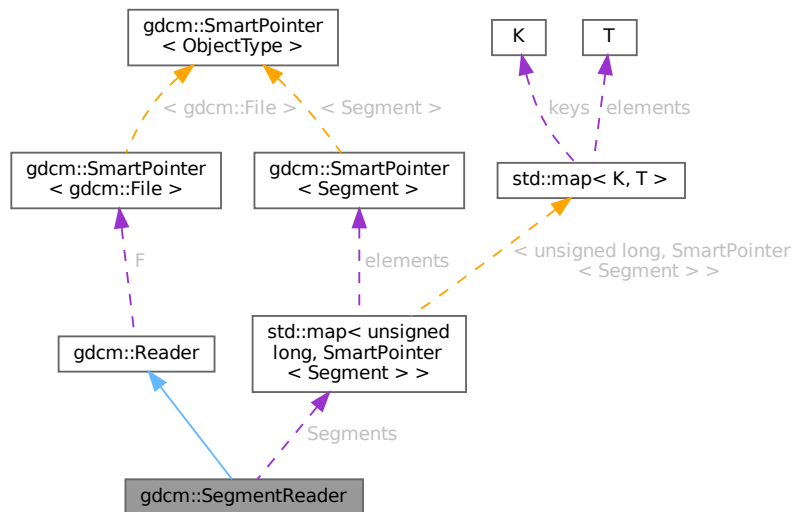 gdcm::SmartPointer
< ObjectType >
K
T
< gdcm::File >
< Segment >
keys
elements
gdcm::SmartPointer
< gdcm::File >
gdcm::SmartPointer
< Segment >
std::map< K, T >
F
elements
< unsigned long, SmartPointer
< Segment > >
gdcm::Reader
std::map< unsigned
long, SmartPointer
< Segment > >
Segments
gdcm::SegmentReader